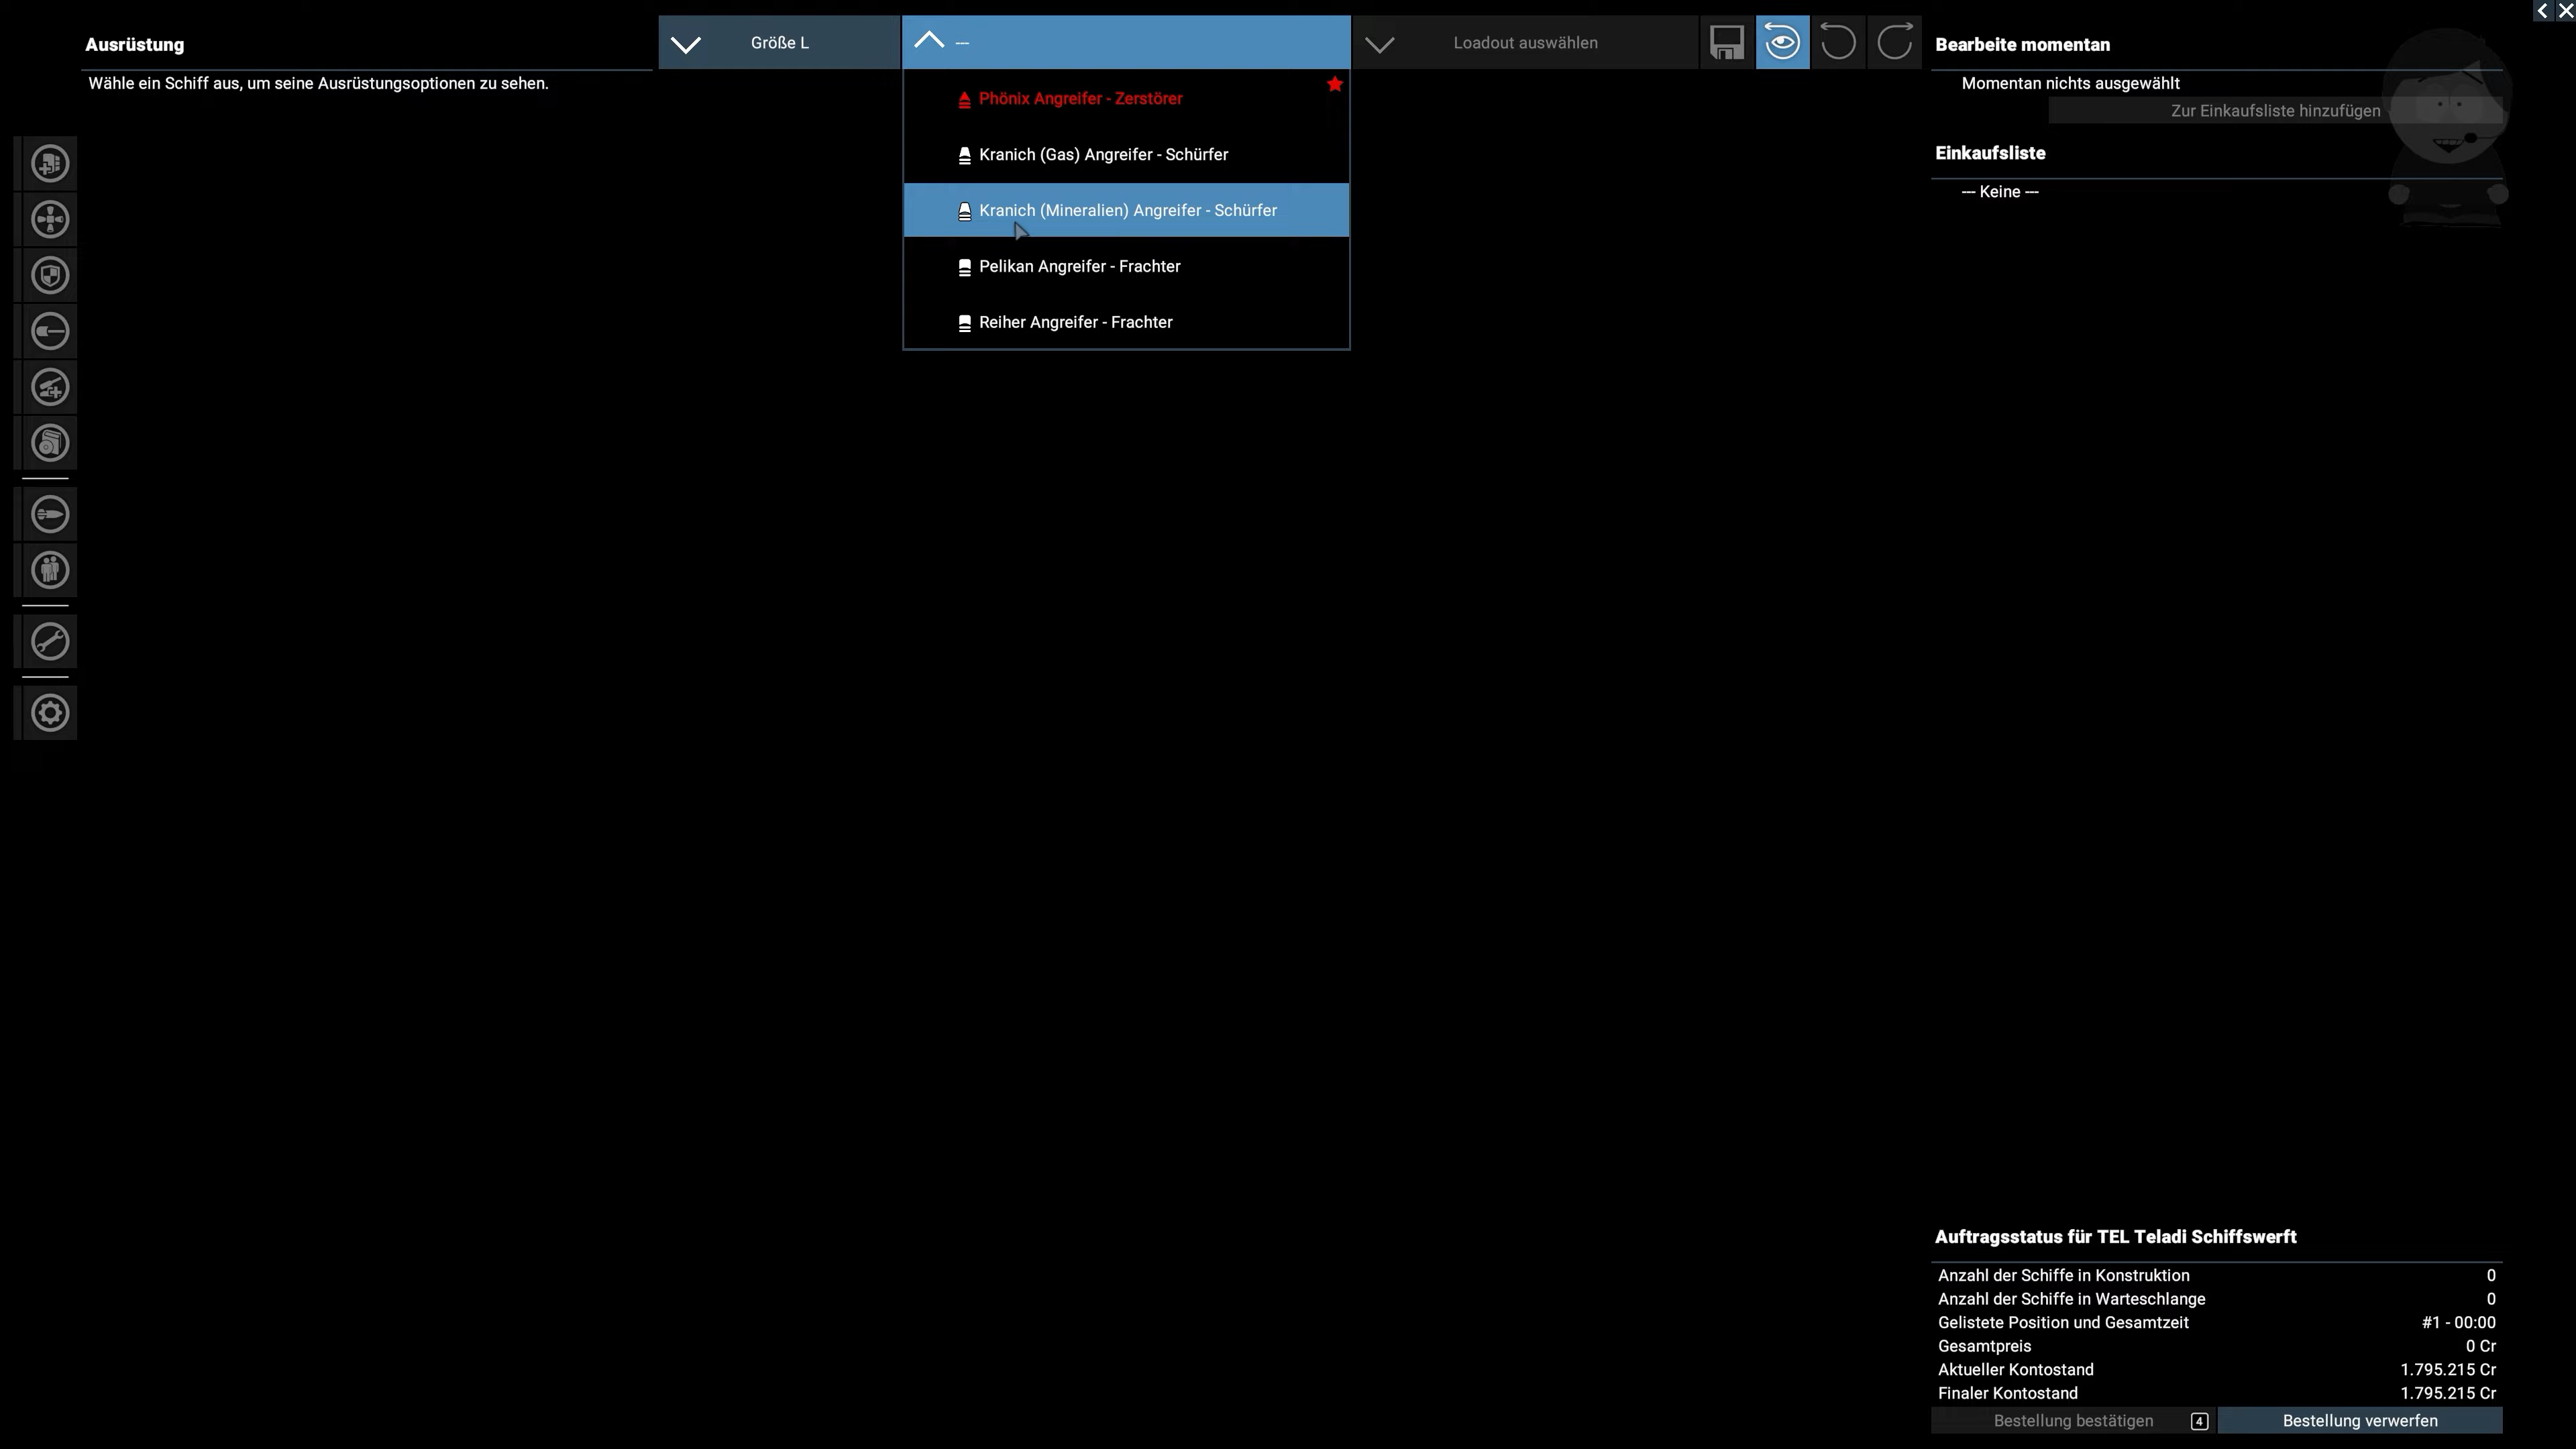 Ausrüstung
Wähle ein Schiff aus, um seine Ausrüstungsoptionen zu sehen.
Größe L
---
Loadout auswählen
Phönix Angreifer - Zerstörer
Kranich (Gas) Angreifer - Schürfer
Kranich (Mineralien) Angreifer - Schürfer
Pelikan Angreifer - Frachter
Reiher Angreifer - Frachter
Bearbeite momentan
Momentan nichts ausgewählt
Zur Einkaufsliste hinzufügen
Einkaufsliste
--- Keine ---
Auftragsstatus für TEL Teladi Schiffswerft
Anzahl der Schiffe in Konstruktion 0
Anzahl der Schiffe in Warteschlange 0
Gelistete Position und Gesamtzeit #1 - 00:00
Gesamtpreis 0 Cr
Aktueller Kontostand 1.795.215 Cr
Finaler Kontostand 1.795.215 Cr
Bestellung bestätigen 4 Bestellung verwerfen